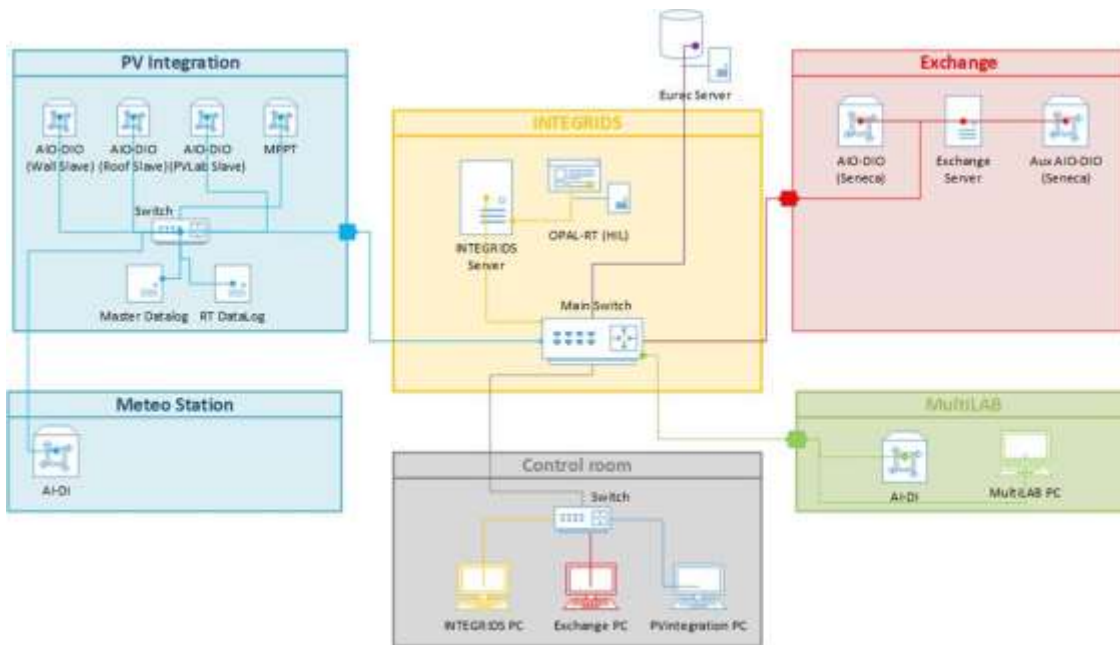 PV Integration
AIO-DIO
(Wall Slave)
AIO-DIO
(Roof Slave)
AIO-DIO
(PVLab Slave)
MPPT
Switch
Master Datalog
RT DataLog
Meteo Station
AI-DI
Eurac Server
INTEGRIDS
INTEGRIDS
Server
OPAL-RT (HIL)
Main Switch
Control room
Switch
INTEGRIDS PC
Exchange PC
PVintegration PC
Exchange
AIO-DIO
(Seneca)
Exchange
Server
Aux AIO-DIO
(Seneca)
MultiLAB
AI-DI
MultiLAB PC